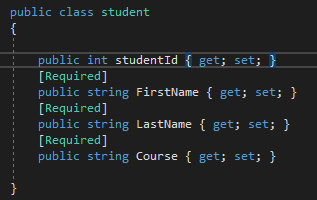 public class student
{
public int studentId { get; set; }
[Required]
public string FirstName { get; set; }
[Required]
public string LastName { get; set; }
[Required]
public string Course { get; set; }
}